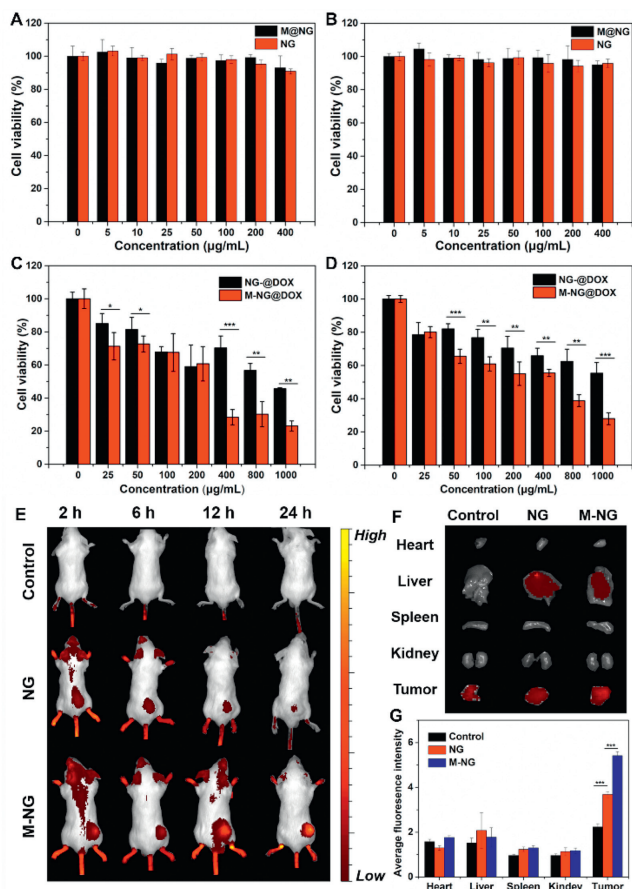 A
M@NG
NG
Cell viability (%)
120
100
80
60
40
20
0
0 5 10 25 50 100 200 400
Concentration (μg/mL)
B
M@NG
NG
Cell viability (%)
120
100
80
60
40
20
0
0 5 10 25 50 100 200 400
Concentration (μg/mL)
C
NG-@DOX
M-NG@DOX
Cell viability (%)
120
100
80
60
40
20
0
* * *** ** **
0 25 50 100 200 400 800 1000
Concentration (μg/mL)
D
NG-@DOX
M-NG@DOX
Cell viability (%)
120
100
80
60
40
20
0
*** ** ** ** ** ***
0 25 50 100 200 400 800 1000
Concentration (μg/mL)
E
2 h 6 h 12 h 24 h
Control
NG
M-NG
High
Low
F
Control NG M-NG
Heart
Liver
Spleen
Kidney
Tumor
G
Control
NG
M-NG
Average fluoresence intensity
6
4
2
0
*** ***
Heart Liver Spleen Kindey Tumor